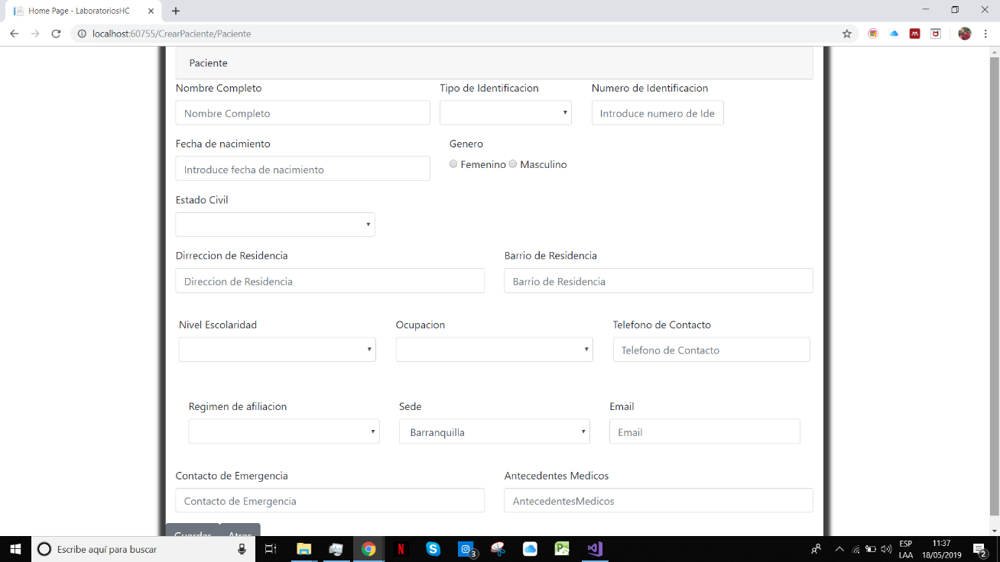 Home Page - LaboratoriosHC
localhost:60755/CrearPaciente/Paciente
Paciente
Nombre Completo Tipo de Identificacion Numero de Identificacion
Nombre Completo Introduce numero de Ide
Fecha de nacimiento Genero
Introduce fecha de nacimiento Femenino Masculino
Estado Civil
Dirreccion de Residencia Barrio de Residencia
Direccion de Residencia Barrio de Residencia
Nivel Escolaridad Ocupacion Telefono de Contacto
Telefono de Contacto
Regimen de afiliacion Sede Email
Barranquilla Email
Contacto de Emergencia Antecedentes Medicos
Contacto de Emergencia AntecedentesMedicos
Guardar Atras
Escribe aquí para buscar 3 ESP 11:37
LAA 18/05/2019 2